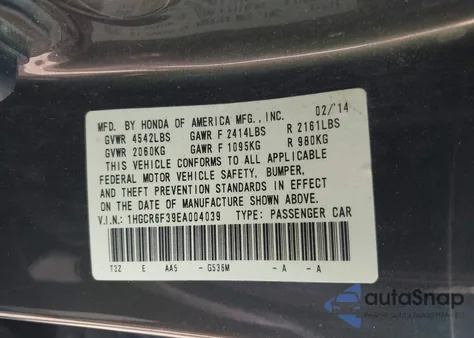 MFD. BY HONDA OF AMERICA MFG., INC. 02/'14
GVWR 4542LBS GAWR F 2414LBS R 2161LBS
GVWR 2060KG GAWR F 1095KG R 980KG
THIS VEHICLE CONFORMS TO ALL APPLICABLE
FEDERAL MOTOR VEHICLE SAFETY, BUMPER,
AND THEFT PREVENTION STANDARDS IN EFFECT
ON THE DATE OF MANUFACTURE SHOWN ABOVE.
V.I.N.: 1HGCR6F39EA004039 TYPE: PASSENGER CAR
T3Z E AA5 - G536M - A - A
autoSnap